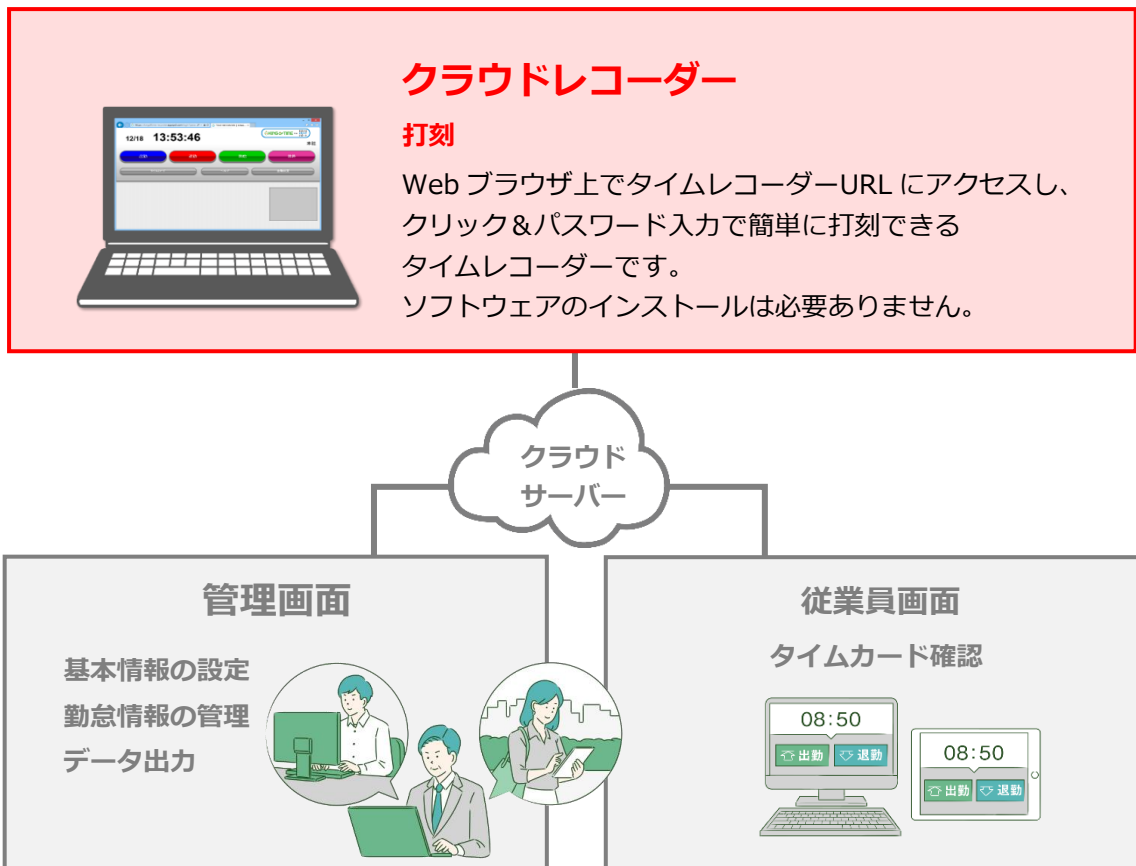 クラウドレコーダー
打刻
Web ブラウザ上でタイムレコーダーURL にアクセスし、
クリック＆パスワード入力で簡単に打刻できる
タイムレコーダーです。
ソフトウェアのインストールは必要ありません。
12/18 13:53:46
クラウド
サーバー
管理画面
基本情報の設定
勤怠情報の管理
データ出力
従業員画面
タイムカード確認
08:50
出勤 退勤
08:50
出勤 退勤